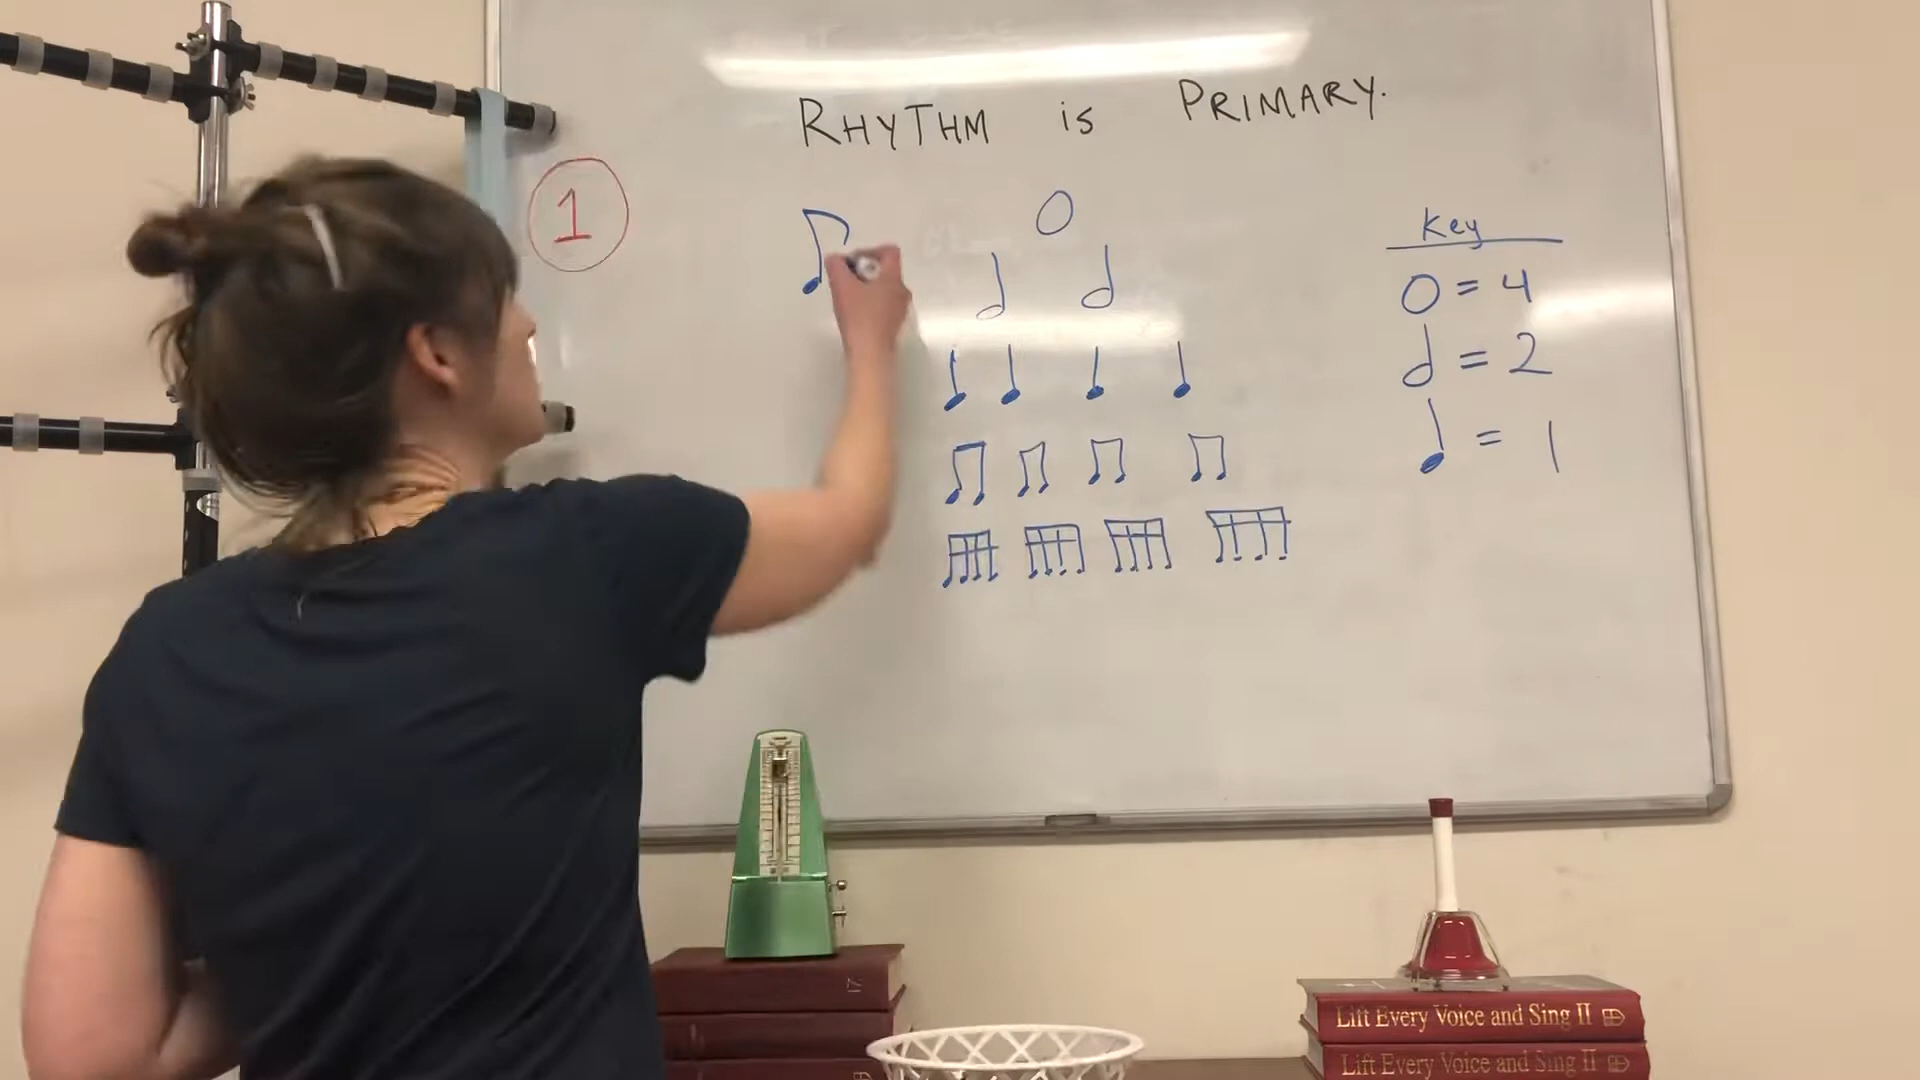 RHYTHM is PRIMARY.
1
Key
O = 4
= 2
= 1
17
Lift Every Voice and Sing II
Lift Every Voice and Sing II